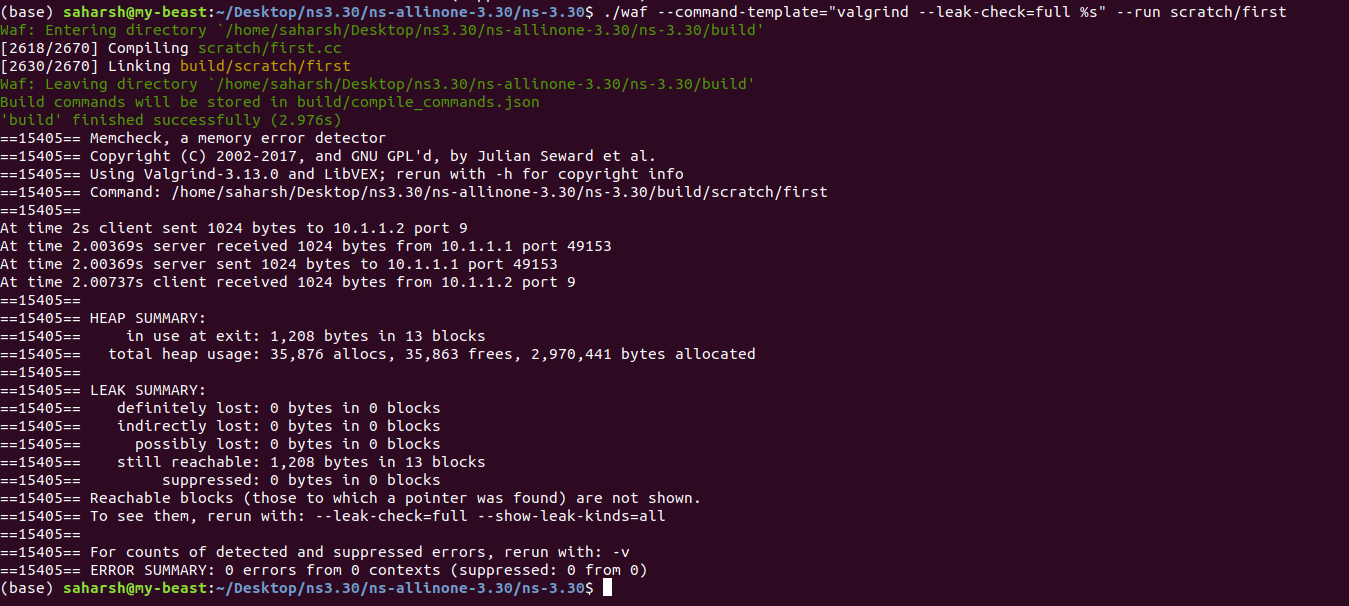 (base) saharsh@my-beast:~/Desktop/ns3.30/ns-allinone-3.30/ns-3.30$ ./waf --command-template="valgrind --leak-check=full %s" --run scratch/first
Waf: Entering directory `/home/saharsh/Desktop/ns3.30/ns-allinone-3.30/ns-3.30/build'
[2618/2670] Compiling scratch/first.cc
[2630/2670] Linking build/scratch/first
Waf: Leaving directory `/home/saharsh/Desktop/ns3.30/ns-allinone-3.30/ns-3.30/build'
Build commands will be stored in build/compile_commands.json
'build' finished successfully (2.976s)
==15405== Memcheck, a memory error detector
==15405== Copyright (C) 2002-2017, and GNU GPL'd, by Julian Seward et al.
==15405== Using Valgrind-3.13.0 and LibVEX; rerun with -h for copyright info
==15405== Command: /home/saharsh/Desktop/ns3.30/ns-allinone-3.30/ns-3.30/build/scratch/first
==15405==
At time 2s client sent 1024 bytes to 10.1.1.2 port 9
At time 2.00369s server received 1024 bytes from 10.1.1.1 port 49153
At time 2.00369s server sent 1024 bytes to 10.1.1.1 port 49153
At time 2.00737s client received 1024 bytes from 10.1.1.2 port 9
==15405==
==15405== HEAP SUMMARY:
==15405==     in use at exit: 1,208 bytes in 13 blocks
==15405==   total heap usage: 35,876 allocs, 35,863 frees, 2,970,441 bytes allocated
==15405==
==15405== LEAK SUMMARY:
==15405==    definitely lost: 0 bytes in 0 blocks
==15405==    indirectly lost: 0 bytes in 0 blocks
==15405==      possibly lost: 0 bytes in 0 blocks
==15405==    still reachable: 1,208 bytes in 13 blocks
==15405==         suppressed: 0 bytes in 0 blocks
==15405== Reachable blocks (those to which a pointer was found) are not shown.
==15405== To see them, rerun with: --leak-check=full --show-leak-kinds=all
==15405==
==15405== For counts of detected and suppressed errors, rerun with: -v
==15405== ERROR SUMMARY: 0 errors from 0 contexts (suppressed: 0 from 0)
(base) saharsh@my-beast:~/Desktop/ns3.30/ns-allinone-3.30/ns-3.30$